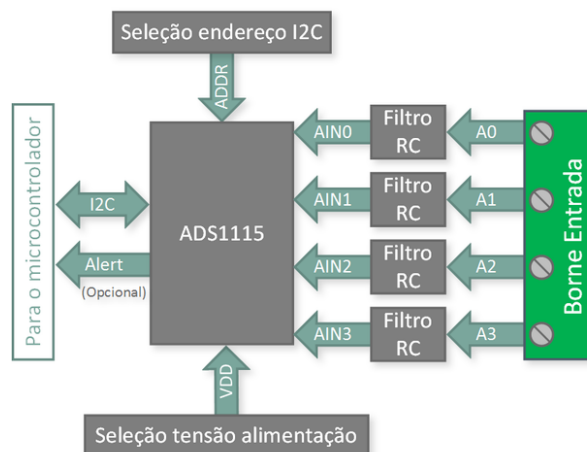 Seleção endereço I2C
ADDR
Para o microcontrolador
I2C
Alert
(Opcional)
ADS1115
AIN0
Filtro
RC
A0
AIN1
Filtro
RC
A1
AIN2
Filtro
RC
A2
AIN3
Filtro
RC
A3
Borne Entrada
VDD
Seleção tensão alimentação